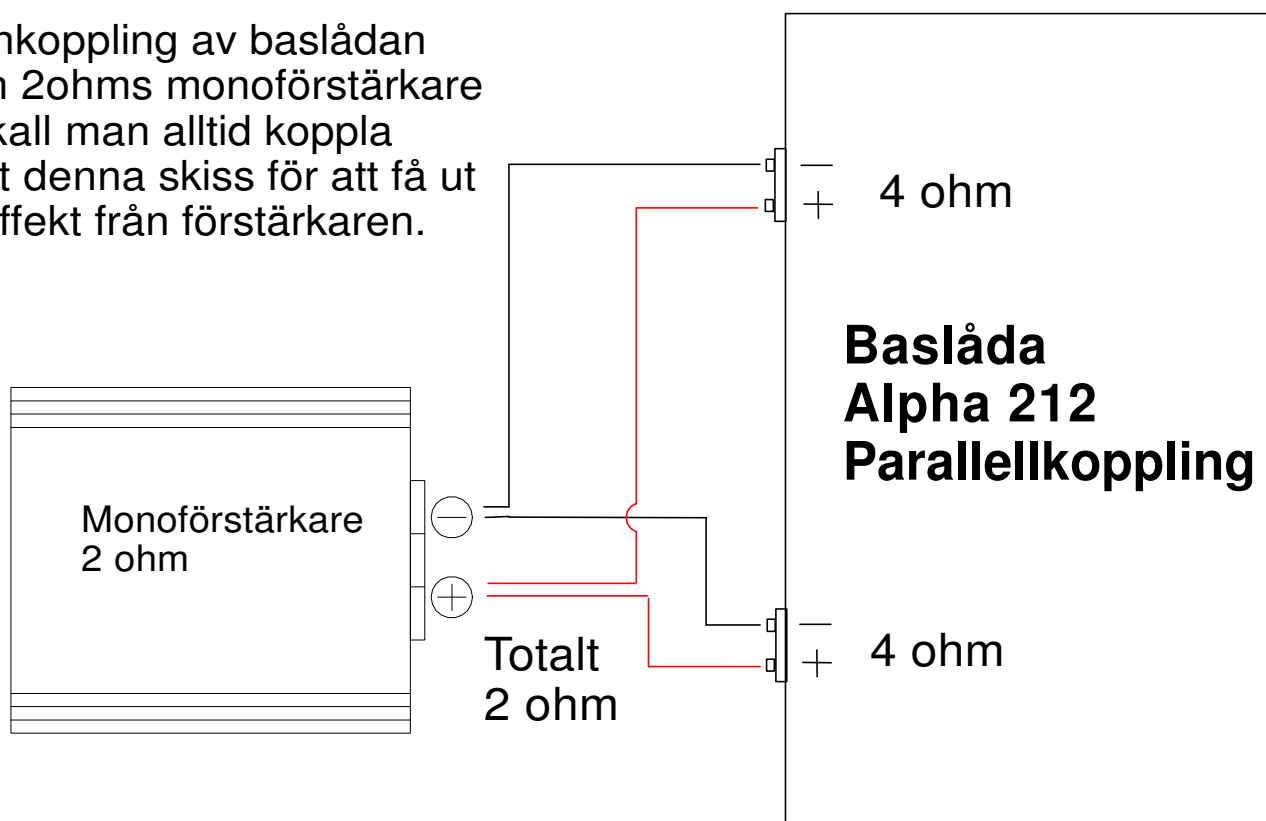 nkoppling av baslådan
n 2ohms monoförstärkare
kall man alltid koppla
t denna skiss för att få ut
ffekt från förstärkaren.
−
+ 4 ohm
Baslåda
Alpha 212
Parallellkoppling
Monoförstärkare
2 ohm
−
+
Totalt
2 ohm
−
+ 4 ohm